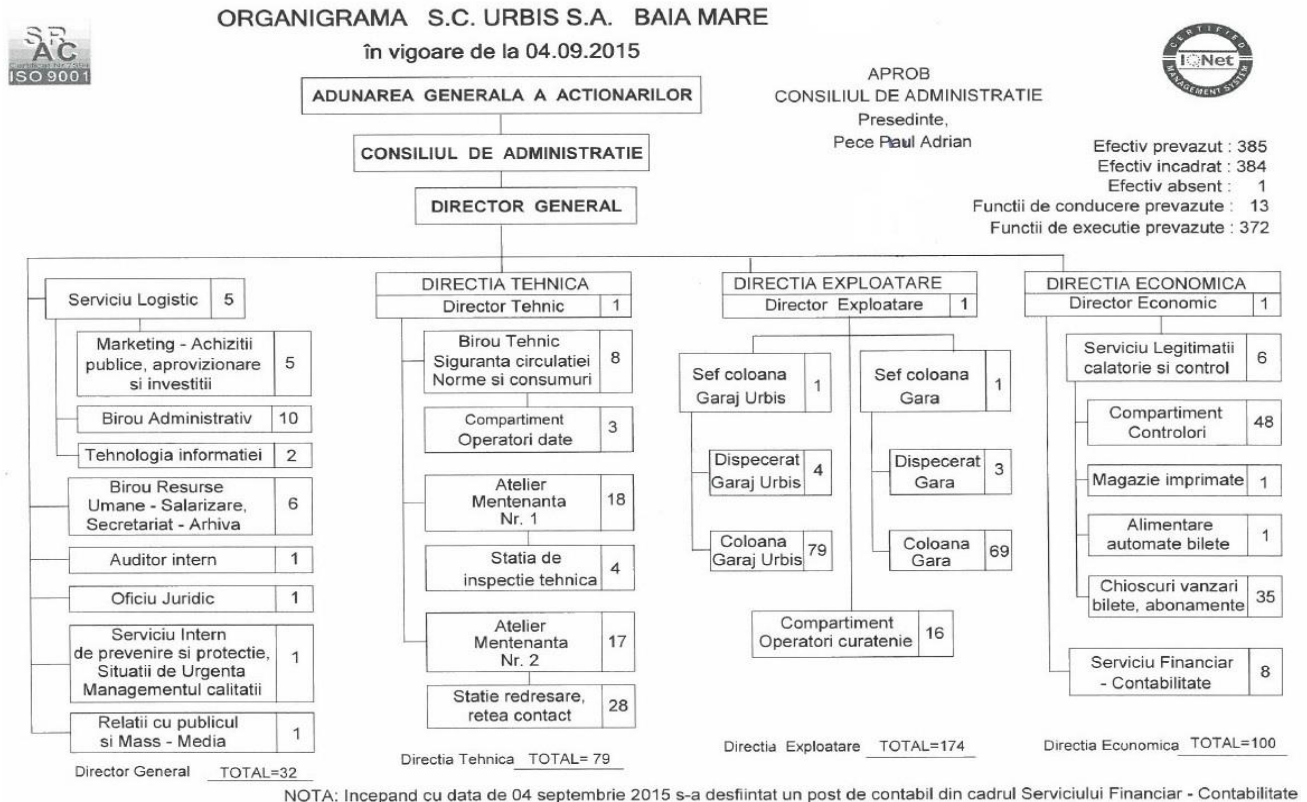 ORGANIGRAMA S.C. URBIS S.A. BAIA MARE
în vigoare de la 04.09.2015
SRAC
ISO 9001
CERTIFIED
IQNet
MANAGEMENT SYSTEM
APROB
CONSILIUL DE ADMINISTRATIE
Presedinte,
Pece Paul Adrian
Efectiv prevazut : 385
Efectiv incadrat : 384
Efectiv absent : 1
Functii de conducere prevazute : 13
Functii de executie prevazute : 372
ADUNAREA GENERALA A ACTIONARILOR
CONSILIUL DE ADMINISTRATIE
DIRECTOR GENERAL
Serviciu Logistic 5
Marketing - Achizitii
publice, aprovizionare
si investitii
5
Birou Administrativ 10
Tehnologia informatiei 2
Birou Resurse
Umane - Salarizare,
Secretariat - Arhiva
6
Auditor intern 1
Oficiu Juridic 1
Serviciu Intern
de prevenire si protectie,
Situatii de Urgenta
Managementul calitatii
1
Relatii cu publicul
si Mass - Media
1
Director General TOTAL=32
DIRECTIA TEHNICA
Director Tehnic 1
Birou Tehnic
Siguranta circulatiei
Norme si consumuri
8
Compartiment
Operatori date
3
Atelier
Mentenanta
Nr. 1
18
Statia de
inspectie tehnica
4
Atelier
Mentenanta
Nr. 2
17
Statie redresare,
retea contact
28
Directia Tehnica TOTAL= 79
DIRECTIA EXPLOATARE
Director Exploatare 1
Sef coloana
Garaj Urbis
1
Dispecerat
Garaj Urbis
4
Coloana
Garaj Urbis
79
Sef coloana
Gara
1
Dispecerat
Gara
3
Coloana
Gara
69
Compartiment
Operatori curatenie
16
Directia Exploatare TOTAL=174
DIRECTIA ECONOMICA
Director Economic 1
Serviciu Legitimatii
calatorie si control
6
Compartiment
Controlori
48
Magazie imprimate 1
Alimentare
automate bilete
1
Chioscuri vanzari
bilete, abonamente
35
Serviciu Financiar
- Contabilitate
8
Directia Economica TOTAL=100
NOTA: Incepand cu data de 04 septembrie 2015 s-a desfiintat un post de contabil din cadrul Serviciului Financiar - Contabilitate